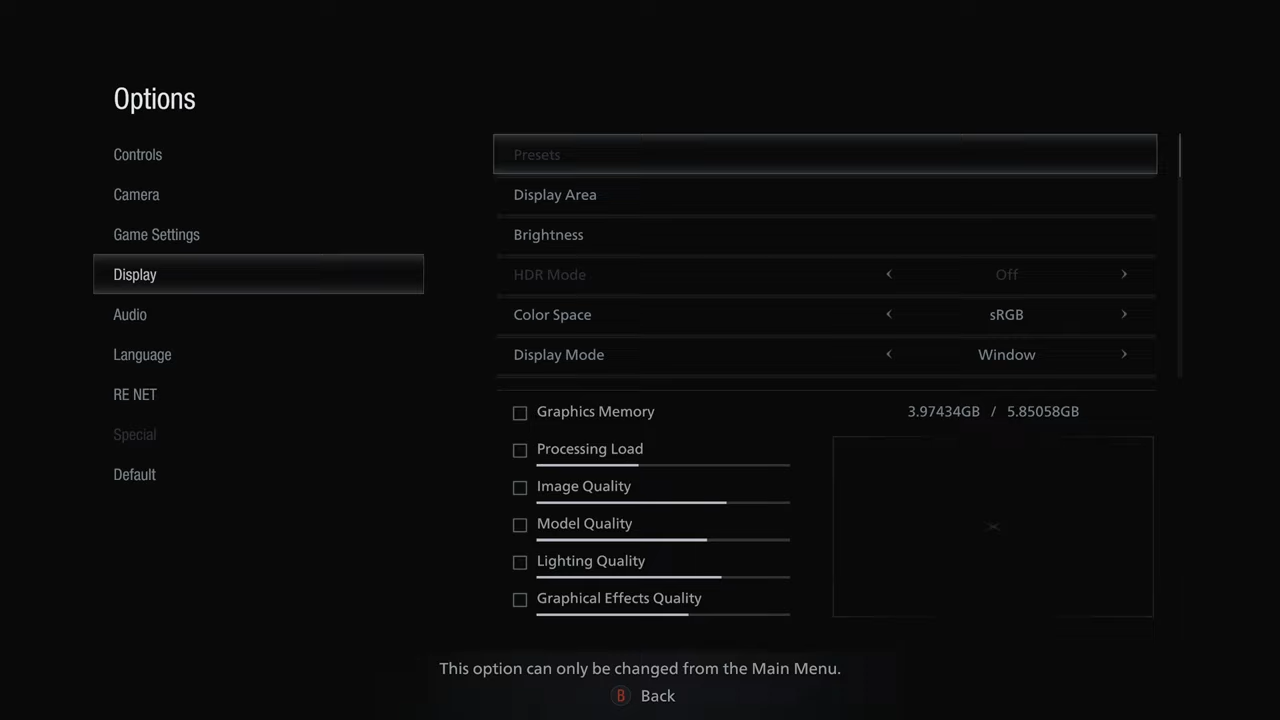 Options
Controls
Camera
Game Settings
Display
Audio
Language
RE NET
Special
Default
Presets
Display Area
Brightness
HDR Mode Off
Color Space sRGB
Display Mode Window
Graphics Memory 3.97434GB / 5.85058GB
Processing Load
Image Quality
Model Quality
Lighting Quality
Graphical Effects Quality
This option can only be changed from the Main Menu.
B Back